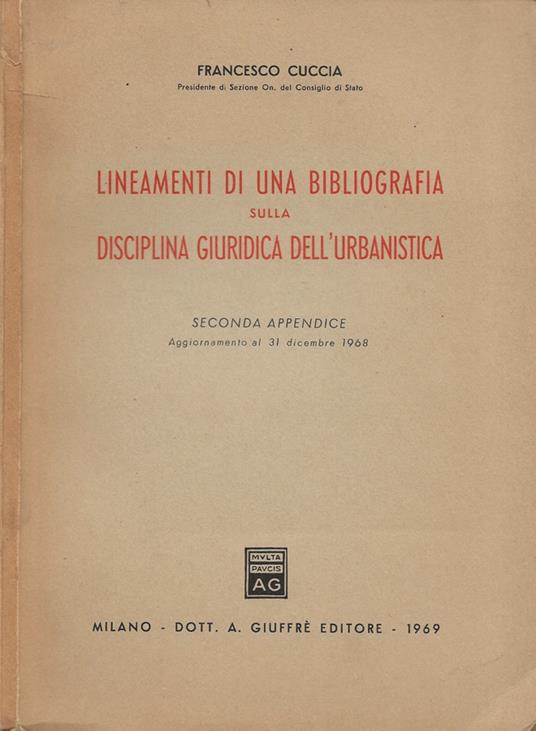 FRANCESCO CUCCIA
Presidente di Sezione On. del Consiglio di Stato
LINEAMENTI DI UNA BIBLIOGRAFIA
SULLA
DISCIPLINA GIURIDICA DELL'URBANISTICA
SECONDA APPENDICE
Aggiornamento al 31 dicembre 1968
MVLTA
PAVCIS
AG
MILANO - DOTT. A. GIUFFRÈ EDITORE - 1969